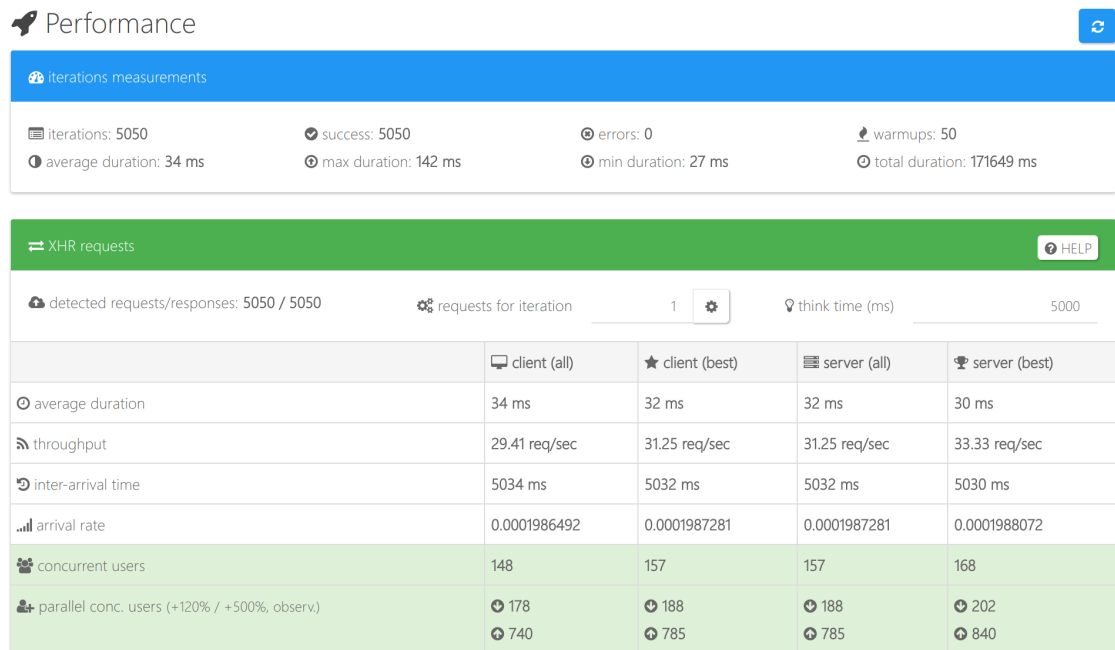 Performance
iterations measurements
iterations: 5050 success: 5050 errors: 0 warmups: 50
average duration: 34 ms max duration: 142 ms min duration: 27 ms total duration: 171649 ms
XHR requests HELP
detected requests/responses: 5050 / 5050 requests for iteration 1 think time (ms) 5000
client (all) client (best) server (all) server (best)
average duration 34 ms 32 ms 32 ms 30 ms
throughput 29.41 req/sec 31.25 req/sec 31.25 req/sec 33.33 req/sec
inter-arrival time 5034 ms 5032 ms 5032 ms 5030 ms
arrival rate 0.0001986492 0.0001987281 0.0001987281 0.0001988072
concurrent users 148 157 157 168
parallel conc. users (+120% / +500%, observ.) 178 188 188 202
740 785 785 840